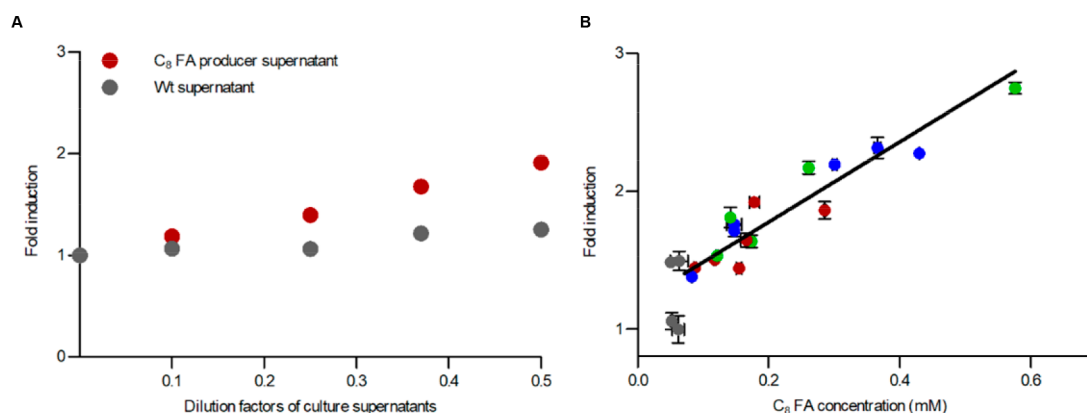 A
Fold induction
3
2
1
0
C₈ FA producer supernatant
Wt supernatant
0.1
0.2
0.3
0.4
0.5
Dilution factors of culture supernatants
B
Fold induction
3
2
1
0.0
0.2
0.4
0.6
C₈ FA concentration (mM)